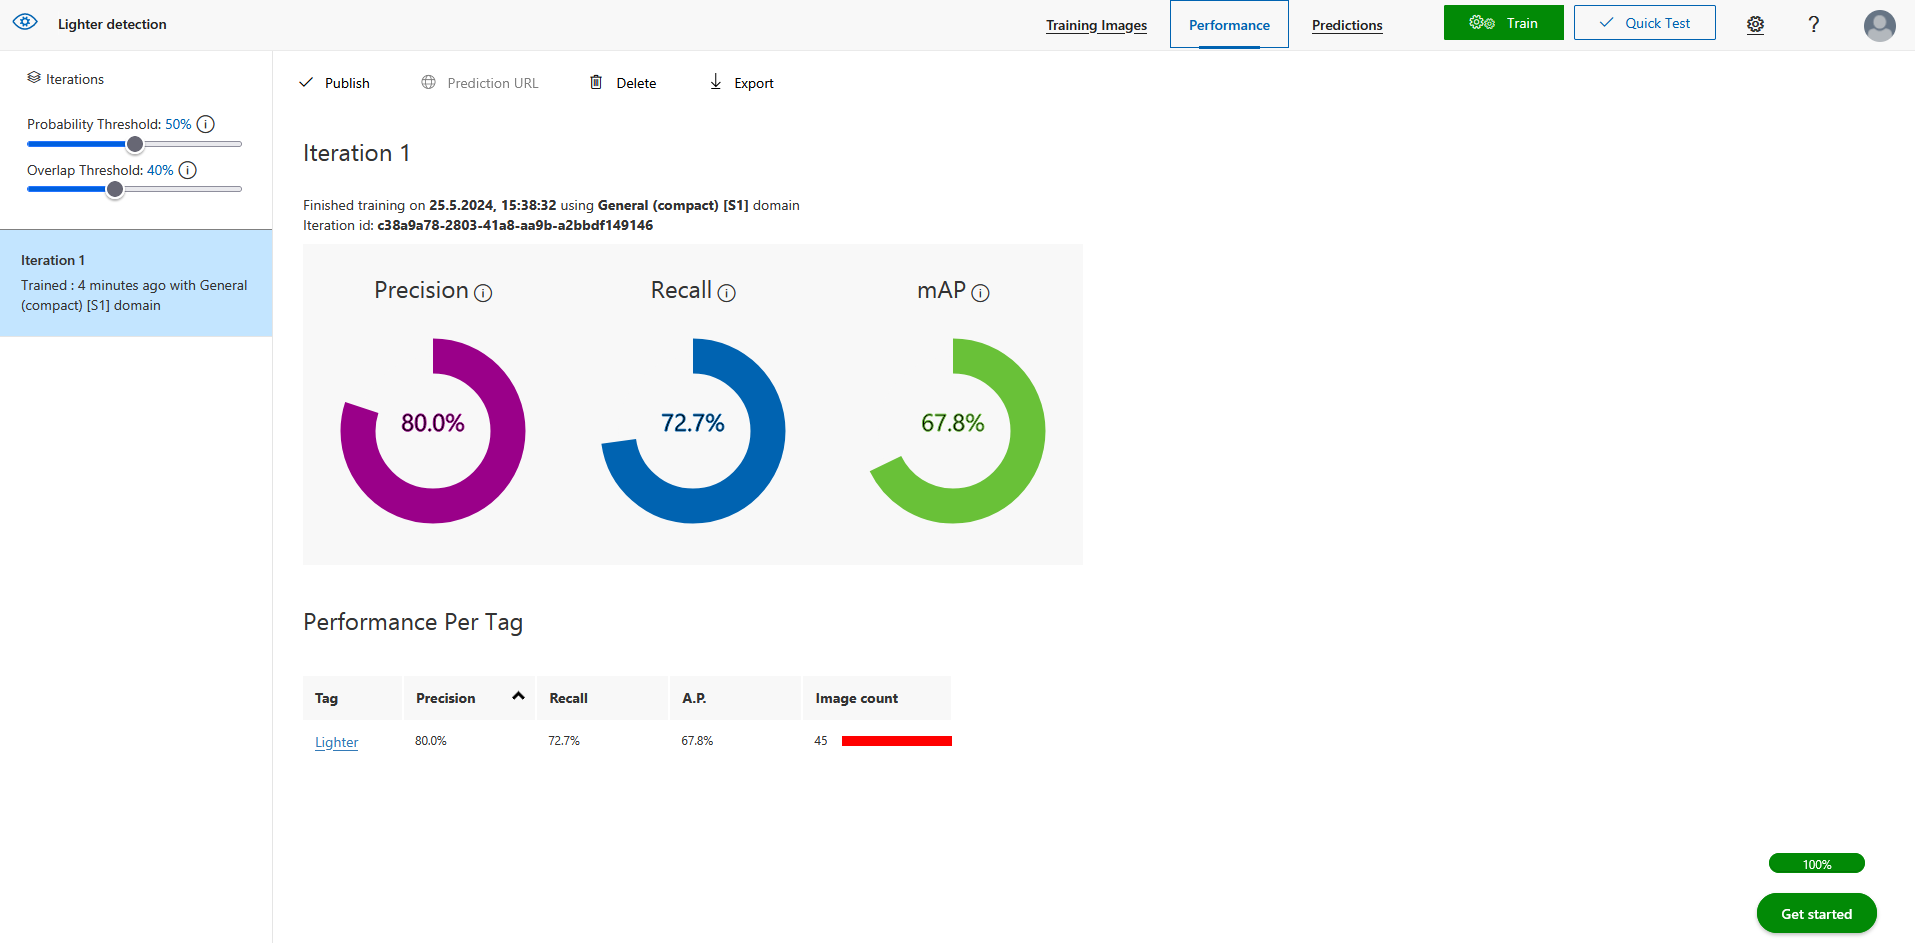 Lighter detection
Training Images
Performance
Predictions
Train
Quick Test
?
Iterations
Probability Threshold: 50%
Overlap Threshold: 40%
Iteration 1
Trained : 4 minutes ago with General
(compact) [S1] domain
Publish
Prediction URL
Delete
Export
Iteration 1
Finished training on 25.5.2024, 15:38:32 using General (compact) [S1] domain
Iteration id: c38a9a78-2803-41a8-aa9b-a2bbdf149146
Precision
Recall
mAP
80.0%
72.7%
67.8%
Performance Per Tag
Tag Precision Recall A.P. Image count
Lighter 80.0% 72.7% 67.8% 45
100%
Get started